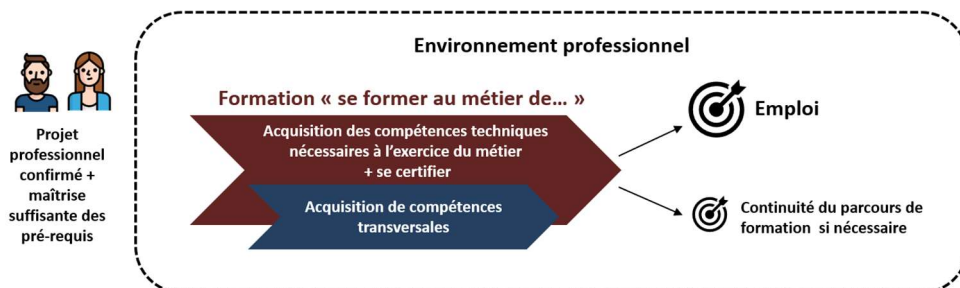 Environnement professionnel
Projet
professionnel
confirmé +
maîtrise
suffisante des
pré-requis
Formation « se former au métier de… »
Acquisition des compétences techniques
nécessaires à l'exercice du métier
+ se certifier
Acquisition de compétences
transversales
Emploi
Continuité du parcours de
formation si nécessaire